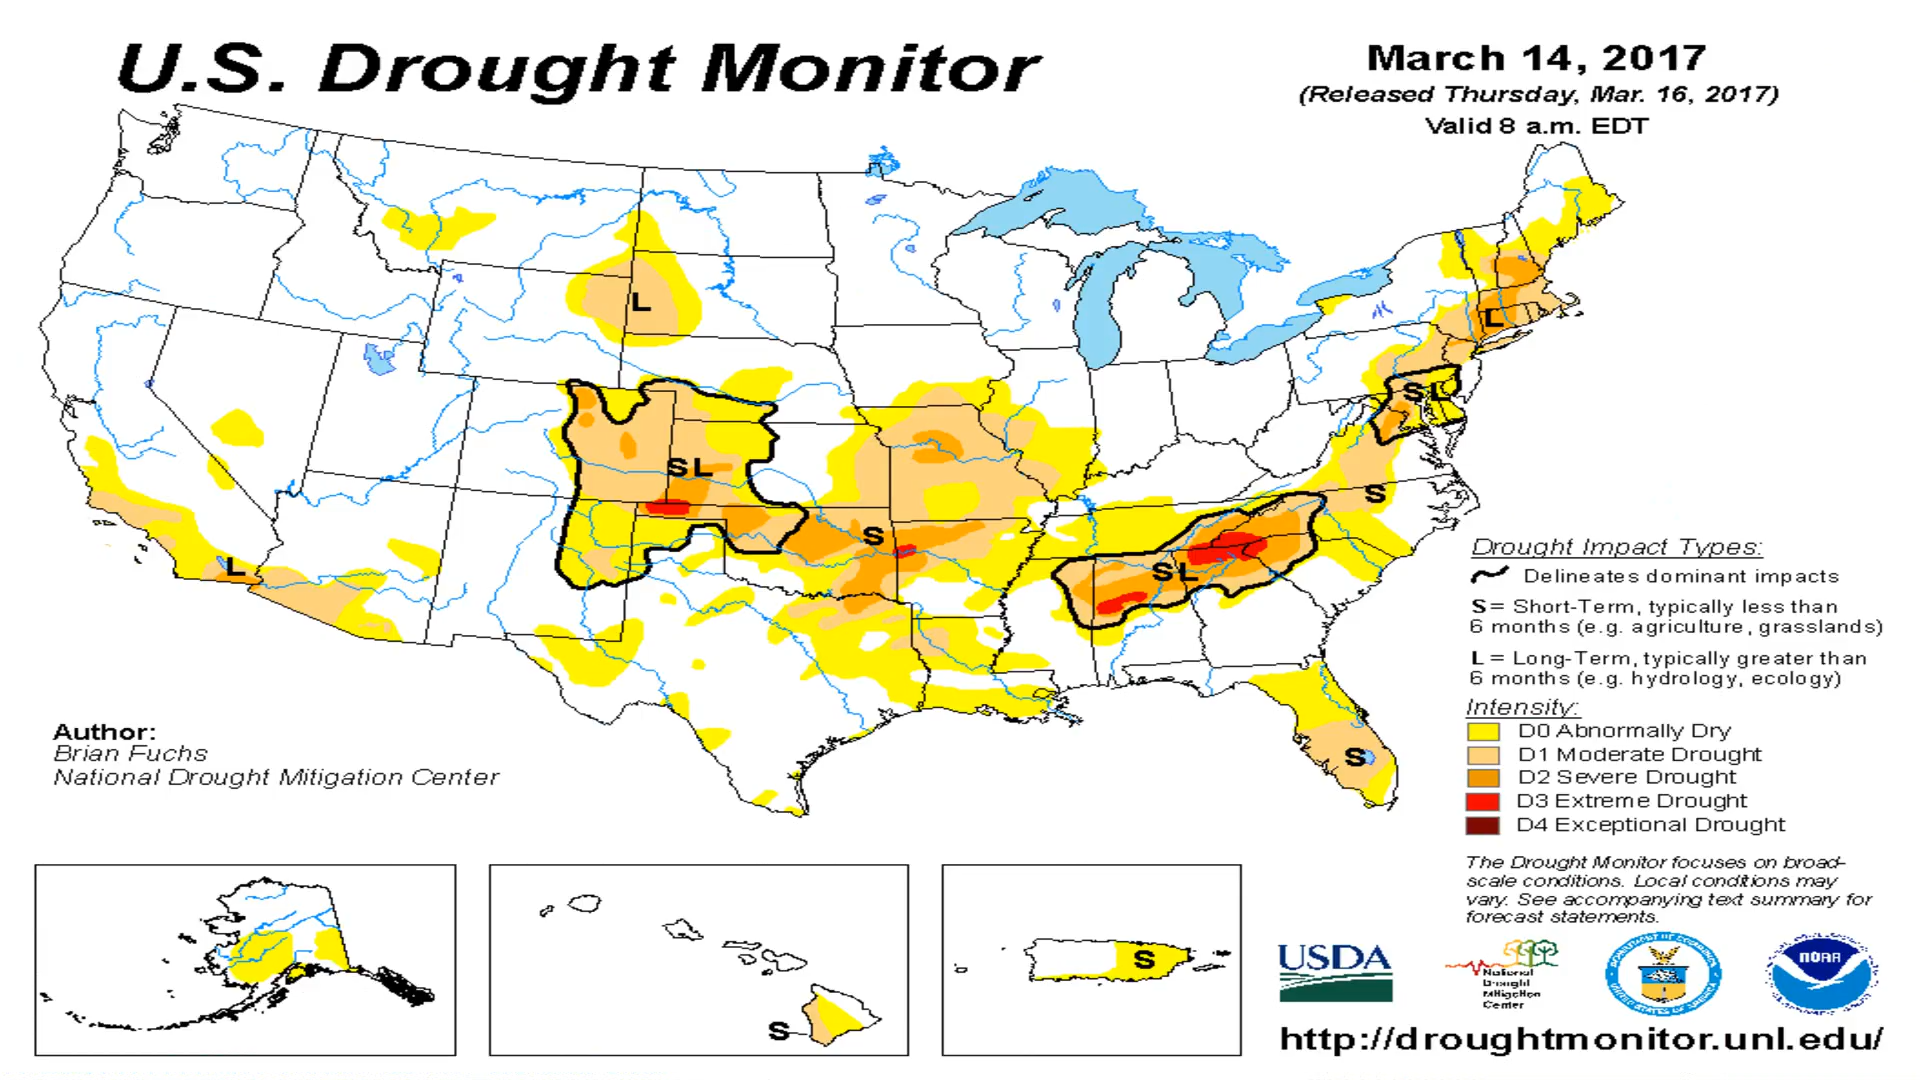 U.S. Drought Monitor
March 14, 2017
(Released Thursday, Mar. 16, 2017)
Valid 8 a.m. EDT
L
L
SL
SL
S
S
L
SL
S
Drought Impact Types:
Delineates dominant impacts
S = Short-Term, typically less than
6 months (e.g. agriculture, grasslands)
L = Long-Term, typically greater than
6 months (e.g. hydrology, ecology)
Intensity:
D0 Abnormally Dry
D1 Moderate Drought
D2 Severe Drought
D3 Extreme Drought
D4 Exceptional Drought
Author:
Brian Fuchs
National Drought Mitigation Center
The Drought Monitor focuses on broad-
scale conditions. Local conditions may
vary. See accompanying text summary for
forecast statements.
S
S
USDA
National
Drought
Mitigation
Center
NOAA
http://droughtmonitor.unl.edu/